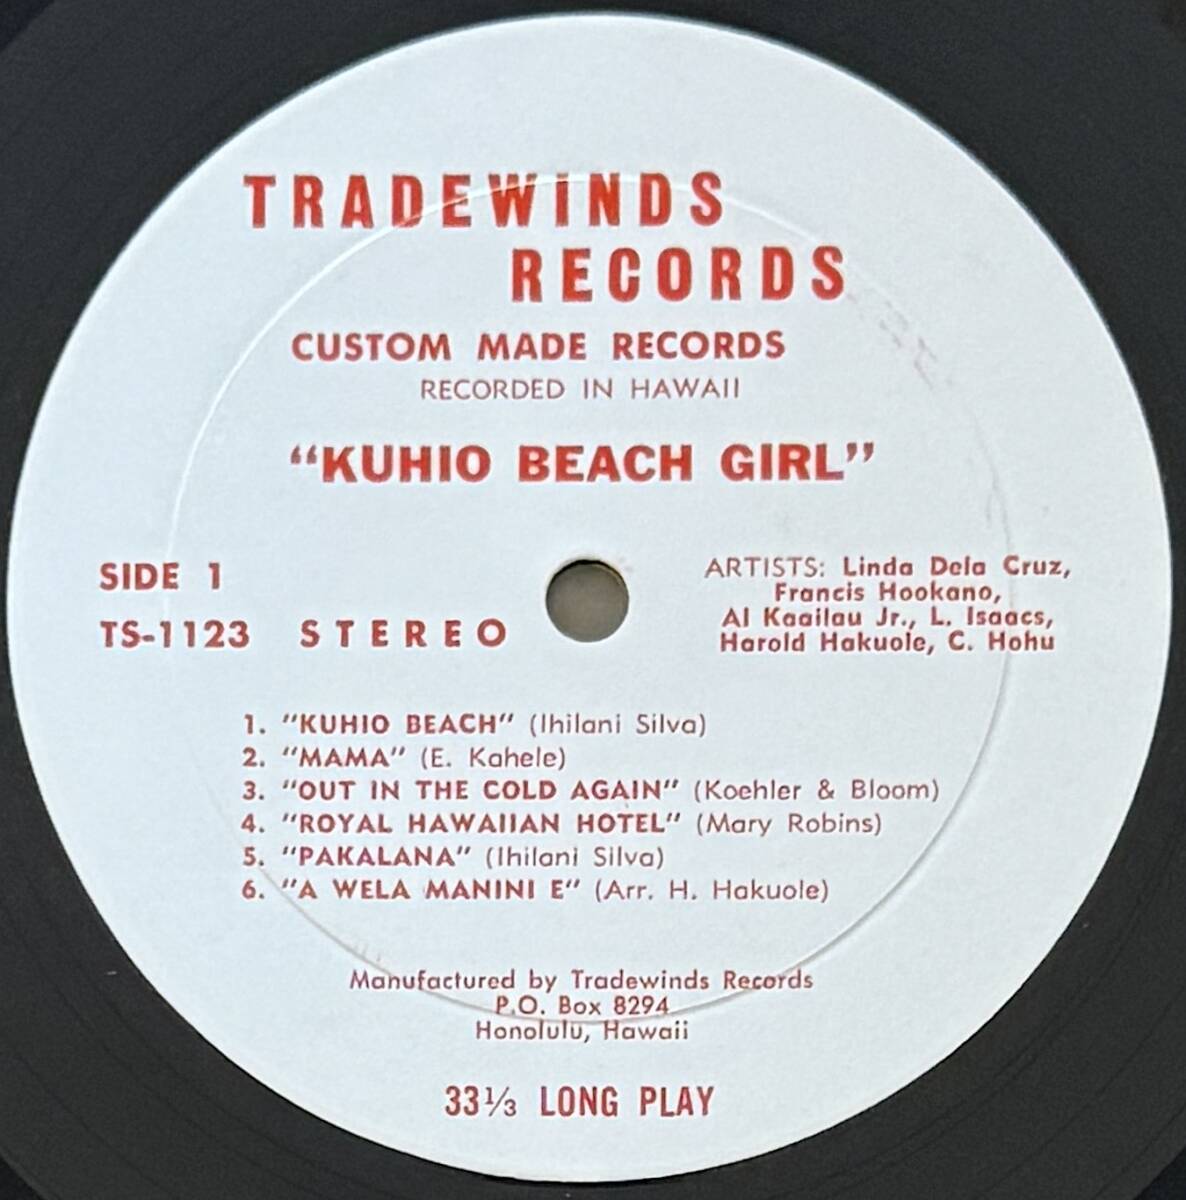 TRADEWINDS
RECORDS
CUSTOM MADE RECORDS
RECORDED IN HAWAII
“KUHIO BEACH GIRL”
SIDE 1
TS-1123 STEREO
ARTISTS: Linda Dela Cruz,
Francis Hookano,
Al Kaailau Jr., L. Isaacs,
Harold Hakuole, C. Hohu
1. “KUHIO BEACH” (Ihilani Silva)
2. “MAMA” (E. Kahele)
3. “OUT IN THE COLD AGAIN” (Koehler & Bloom)
4. “ROYAL HAWAIIAN HOTEL” (Mary Robins)
5. “PAKALANA” (Ihilani Silva)
6. “A WELA MANINI E” (Arr. H. Hakuole)
Manufactured by Tradewinds Records
P.O. Box 8294
Honolulu, Hawaii
33⅓ LONG PLAY